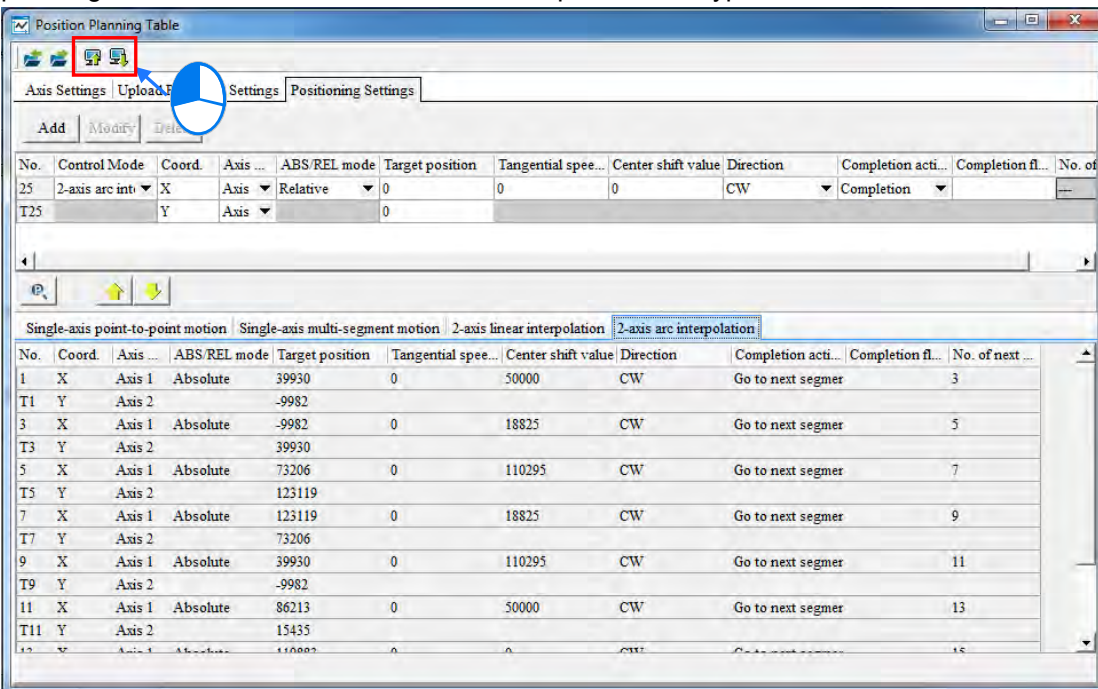 Position Planning Table
Axis Settings Upload Settings Positioning Settings
Add Modify
No. Control Mode Coord. Axis ... ABS/REL mode Target position Tangential spee... Center shift value Direction Completion acti... Completion fl... No. of
25 2-axis arc int X Axis Relative 0 0 0 CW Completion ---
T25 Y Axis 0
Single-axis point-to-point motion Single-axis multi-segment motion 2-axis linear interpolation 2-axis arc interpolation
No. Coord. Axis ... ABS/REL mode Target position Tangential spee... Center shift value Direction Completion acti... Completion fl... No. of next ...
1 X Axis 1 Absolute 39930 0 50000 CW Go to next segmer 3
T1 Y Axis 2 -9982
3 X Axis 1 Absolute -9982 0 18825 CW Go to next segmer 5
T3 Y Axis 2 39930
5 X Axis 1 Absolute 73206 0 110295 CW Go to next segmer 7
T5 Y Axis 2 123119
7 X Axis 1 Absolute 123119 0 18825 CW Go to next segmer 9
T7 Y Axis 2 73206
9 X Axis 1 Absolute 39930 0 110295 CW Go to next segmer 11
T9 Y Axis 2 -9982
11 X Axis 1 Absolute 86213 0 50000 CW Go to next segmer 13
T11 Y Axis 2 15435